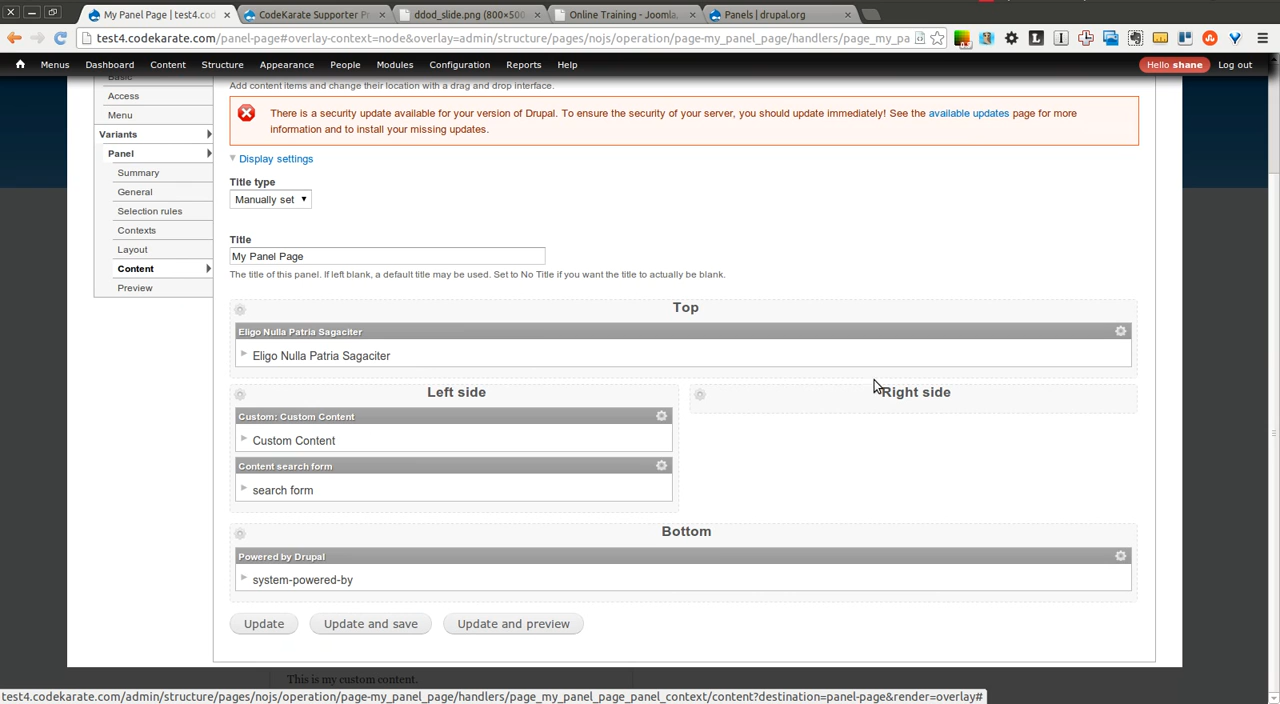 My Panel Page | test4.cod
CodeKarate Supporter P
ddod_slide.png (800×500
Online Training - Joomla,
Panels | drupal.org
test4.codekarate.com/panel-page#overlay-context=node&overlay=admin/structure/pages/nojs/operation/page-my_panel_page/handlers/page_my_pa
Menus Dashboard Content Structure Appearance People Modules Configuration Reports Help Hello shane Log out
Basic
Access
Menu
Variants
Panel
Summary
General
Selection rules
Contexts
Layout
Content
Preview
Add content items and change their location with a drag and drop interface.
There is a security update available for your version of Drupal. To ensure the security of your server, you should update immediately! See the available updates page for more
information and to install your missing updates.
Display settings
Title type
Manually set
Title
My Panel Page
The title of this panel. If left blank, a default title may be used. Set to No Title if you want the title to actually be blank.
Top
Eligo Nulla Patria Sagaciter
Eligo Nulla Patria Sagaciter
Left side
Custom: Custom Content
Custom Content
Content search form
search form
Right side
Bottom
Powered by Drupal
system-powered-by
Update Update and save Update and preview
This is my custom content.
test4.codekarate.com/admin/structure/pages/nojs/operation/page-my_panel_page/handlers/page_my_panel_page_panel_context/content?destination=panel-page&render=overlay#